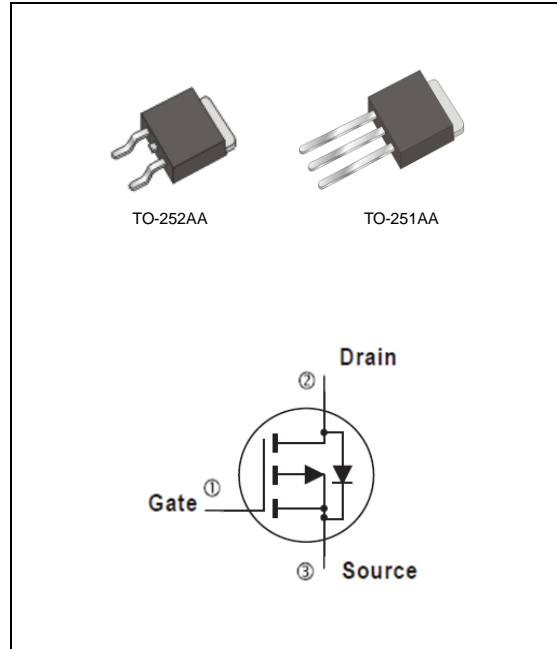 TO-252AA
TO-251AA
Drain
②
Gate ①
③ Source